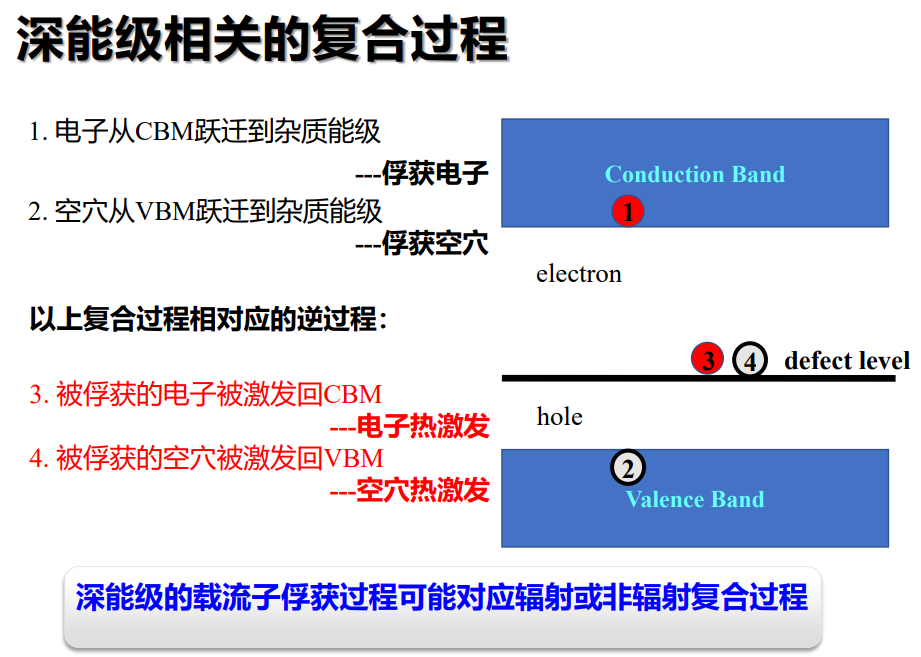 深能级相关的复合过程
1. 电子从CBM跃迁到杂质能级
---俘获电子
2. 空穴从VBM跃迁到杂质能级
---俘获空穴
以上复合过程相对应的逆过程：
3. 被俘获的电子被激发回CBM
---电子热激发
4. 被俘获的空穴被激发回VBM
---空穴热激发
Conduction Band
1
electron
3 4 defect level
hole
2
Valence Band
深能级的载流子俘获过程可能对应辐射或非辐射复合过程